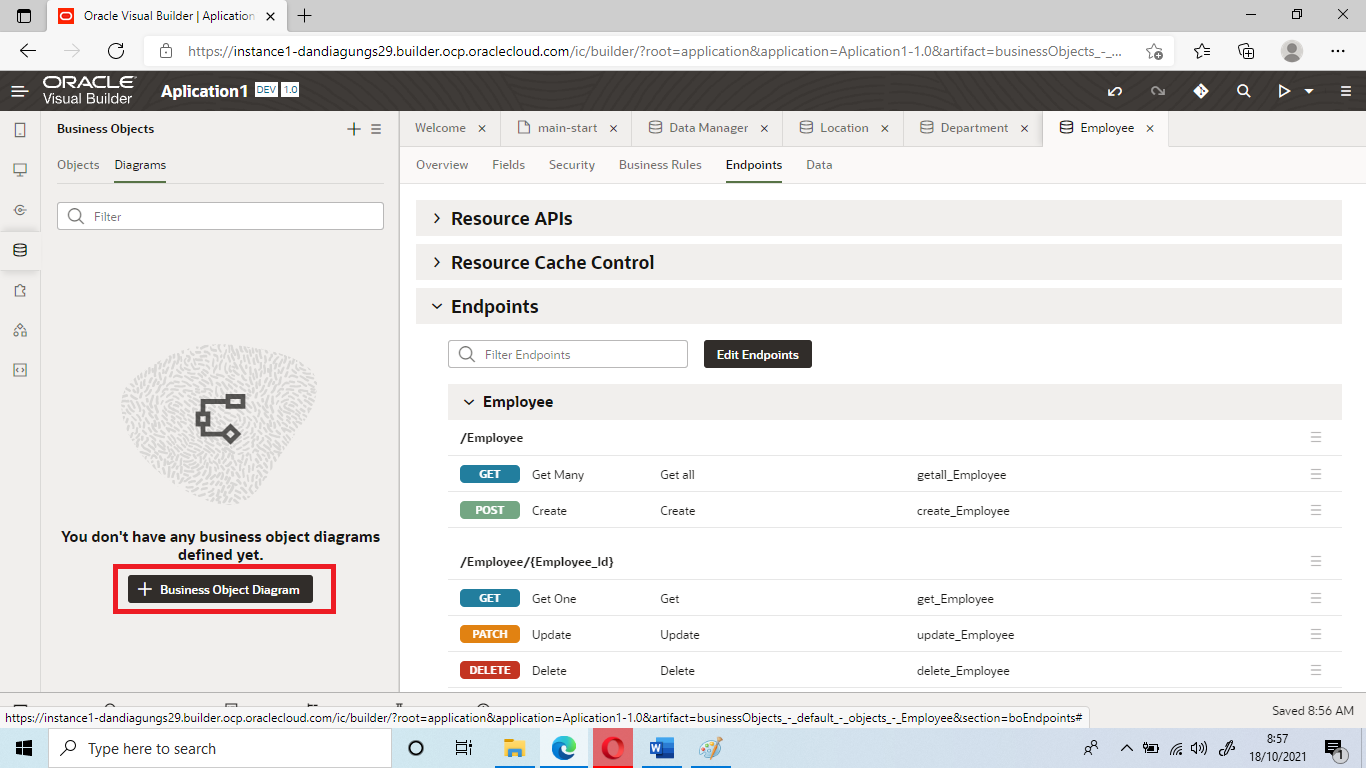 Oracle Visual Builder | Aplication
https://instance1-dandiagungs29.builder.ocp.oraclecloud.com/ic/builder/?root=application&application=Aplication1-1.0&artifact=businessObjects_-_...
ORACLE
Visual Builder
Aplication1 DEV 1.0
Business Objects
Objects Diagrams
Filter
You don't have any business object diagrams
defined yet.
+ Business Object Diagram
Welcome main-start Data Manager Location Department Employee
Overview Fields Security Business Rules Endpoints Data
Resource APIs
Resource Cache Control
Endpoints
Filter Endpoints Edit Endpoints
Employee
/Employee
GET Get Many Get all getall_Employee
POST Create Create create_Employee
/Employee/{Employee_Id}
GET Get One Get get_Employee
PATCH Update Update update_Employee
DELETE Delete Delete delete_Employee
https://instance1-dandiagungs29.builder.ocp.oraclecloud.com/ic/builder/?root=application&application=Aplication1-1.0&artifact=businessObjects_-_default_-_objects_-_Employee&section=boEndpoints#
Saved 8:56 AM
Type here to search
8:57
18/10/2021
1